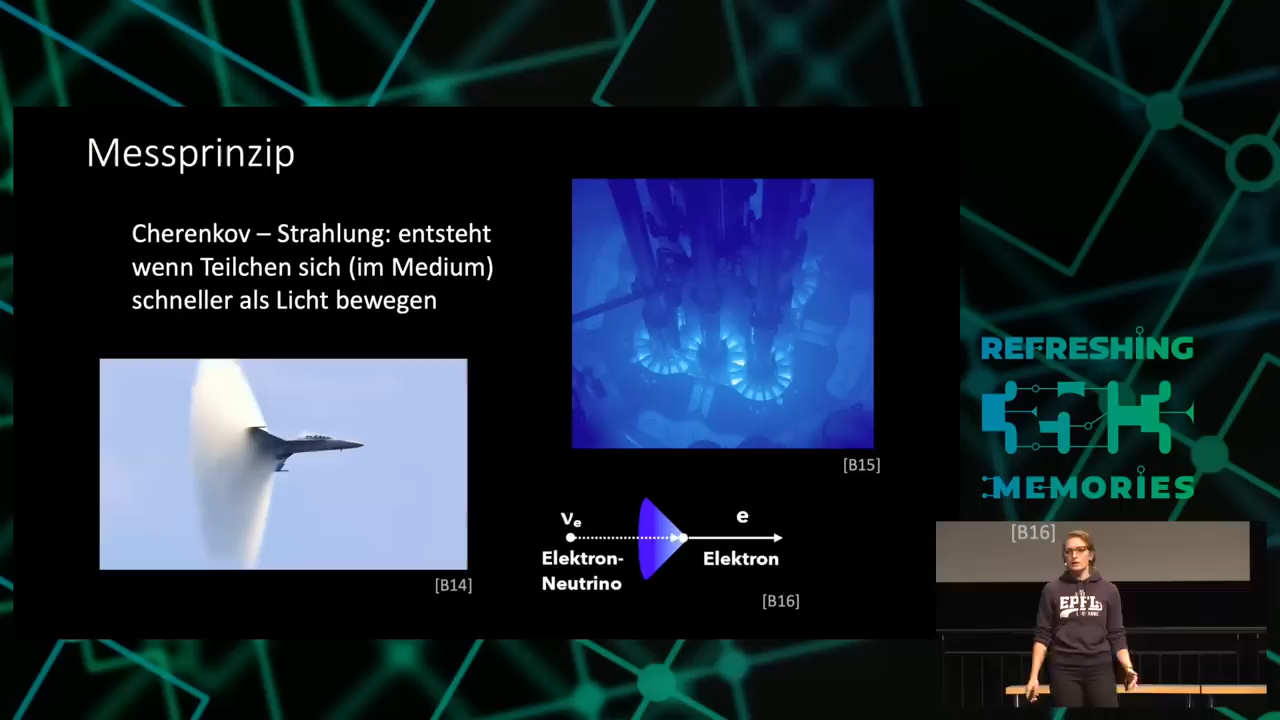 Messprinzip
Cherenkov – Strahlung: entsteht
wenn Teilchen sich (im Medium)
schneller als Licht bewegen
[B14]
[B15]
νe
e
Elektron-
Neutrino
Elektron
[B16]
REFRESHING
MEMORIES
[B16]
EPFL